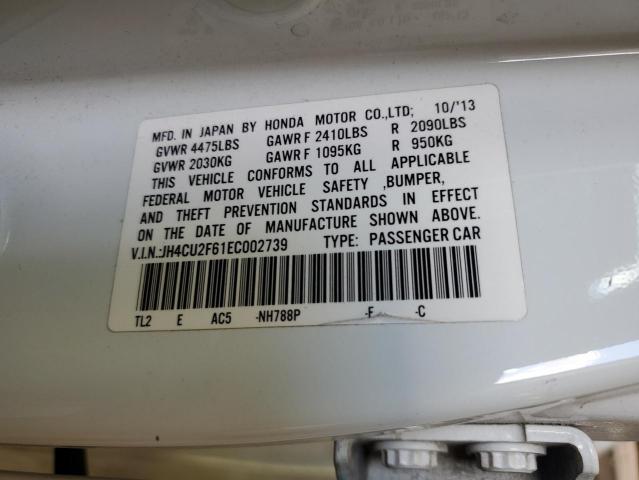 MFD. IN JAPAN BY HONDA MOTOR CO.,LTD; 10/'13
GVWR 4475LBS GAWR F 2410LBS R 2090LBS
GVWR 2030KG GAWR F 1095KG R 950KG
THIS VEHICLE CONFORMS TO ALL APPLICABLE
FEDERAL MOTOR VEHICLE SAFETY ,BUMPER,
AND THEFT PREVENTION STANDARDS IN EFFECT
ON THE DATE OF MANUFACTURE SHOWN ABOVE.
V.I.N.:JH4CU2F61EC002739 TYPE: PASSENGER CAR
TL2 E AC5 -NH788P -F -C